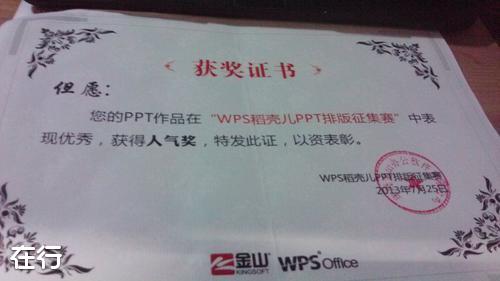 获奖证书
但愿：
您的PPT作品在“WPS稻壳儿PPT排版征集赛”中表
现优秀，获得人气奖，特发此证，以资表彰。
WPS稻壳儿PPT排版征集赛
2013年7月25日
金山 WPS Office
KINGSOFT
在行